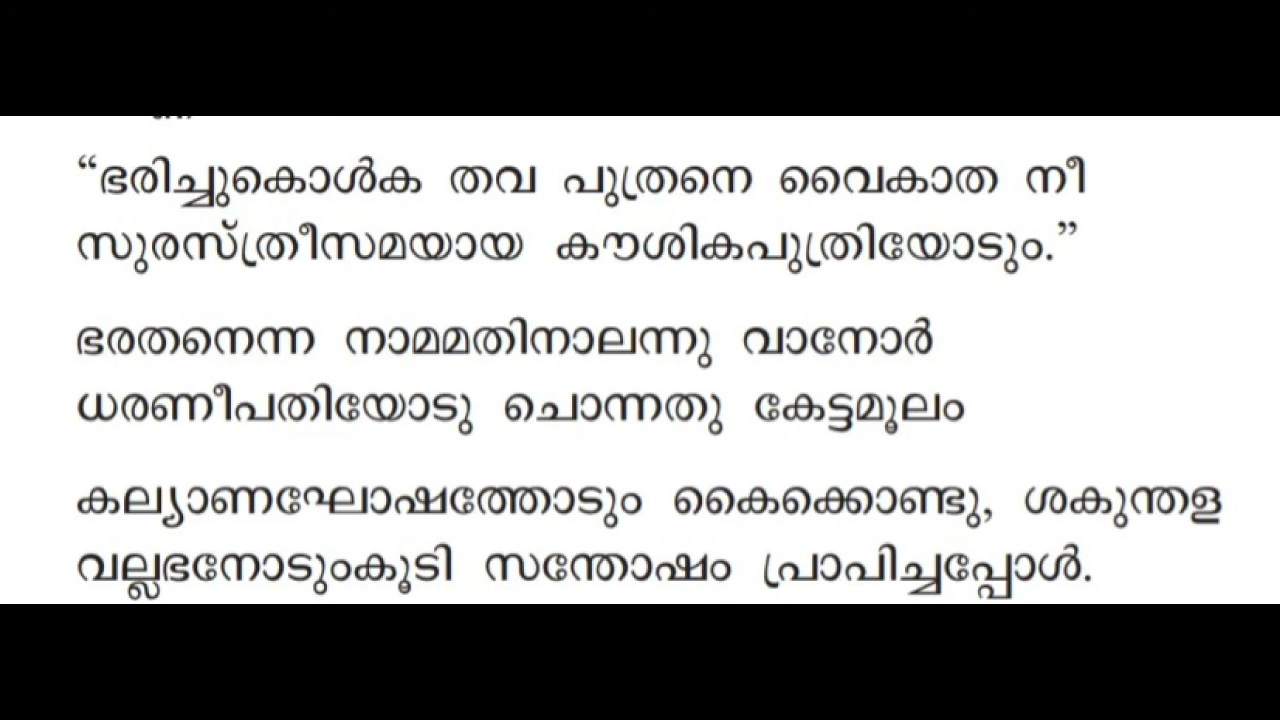 “ഭരിച്ചുകൊൾക തവ പുത്രനെ വൈകാത നീ
സുരസ്ത്രീസമയായ കൗശികപുത്രിയോടും.”
ഭരതനെന്ന നാമമതിനാലന്നു വാനോർ
ധരണീപതിയോടു ചൊന്നതു കേട്ടമൂലം
കല്യാണഘോഷത്തോടും കൈക്കൊണ്ടു, ശകുന്തള
വല്ലഭനോടുംകൂടി സന്തോഷം പ്രാപിച്ചപ്പോൾ.